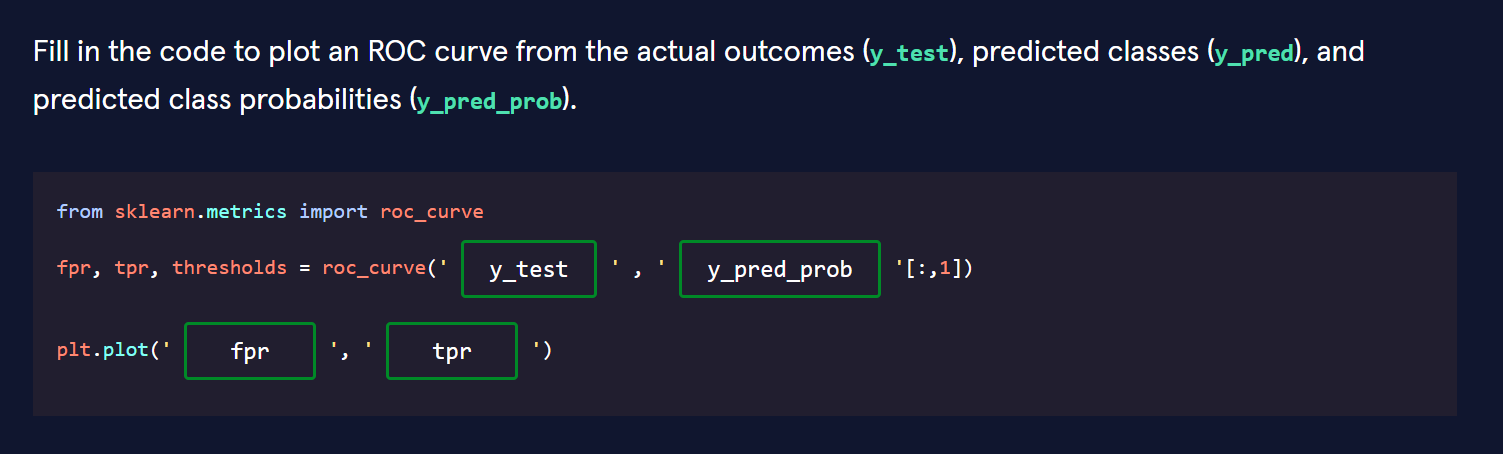 Fill in the code to plot an ROC curve from the actual outcomes (y_test), predicted classes (y_pred), and
predicted class probabilities (y_pred_prob).
from sklearn.metrics import roc_curve
fpr, tpr, thresholds = roc_curve(' y_test ' , ' y_pred_prob '[:,1])
plt.plot(' fpr ', ' tpr ')